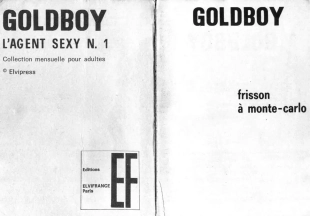 GOLDBOY
L'AGENT SEXY N. 1
Collection mensuelle pour adultes
© Elvipress
Editions
ELVIFRANCE
Paris
EF
GOLDBOY
frisson
à monte-carlo